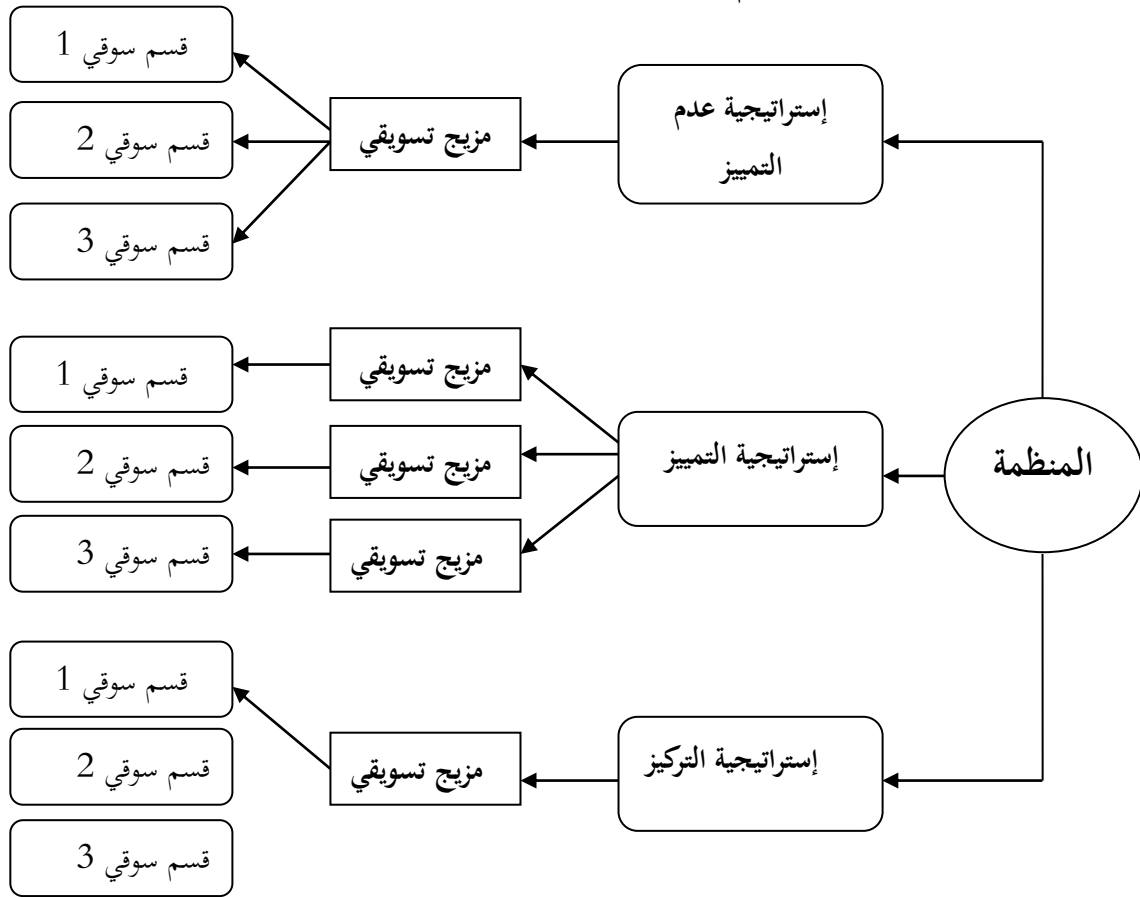 المنظمة
إستراتيجية عدم
التمييز
مزيج تسويقي
قسم سوقي 1
قسم سوقي 2
قسم سوقي 3
إستراتيجية التمييز
مزيج تسويقي
مزيج تسويقي
مزيج تسويقي
قسم سوقي 1
قسم سوقي 2
قسم سوقي 3
إستراتيجية التركيز
مزيج تسويقي
قسم سوقي 1
قسم سوقي 2
قسم سوقي 3